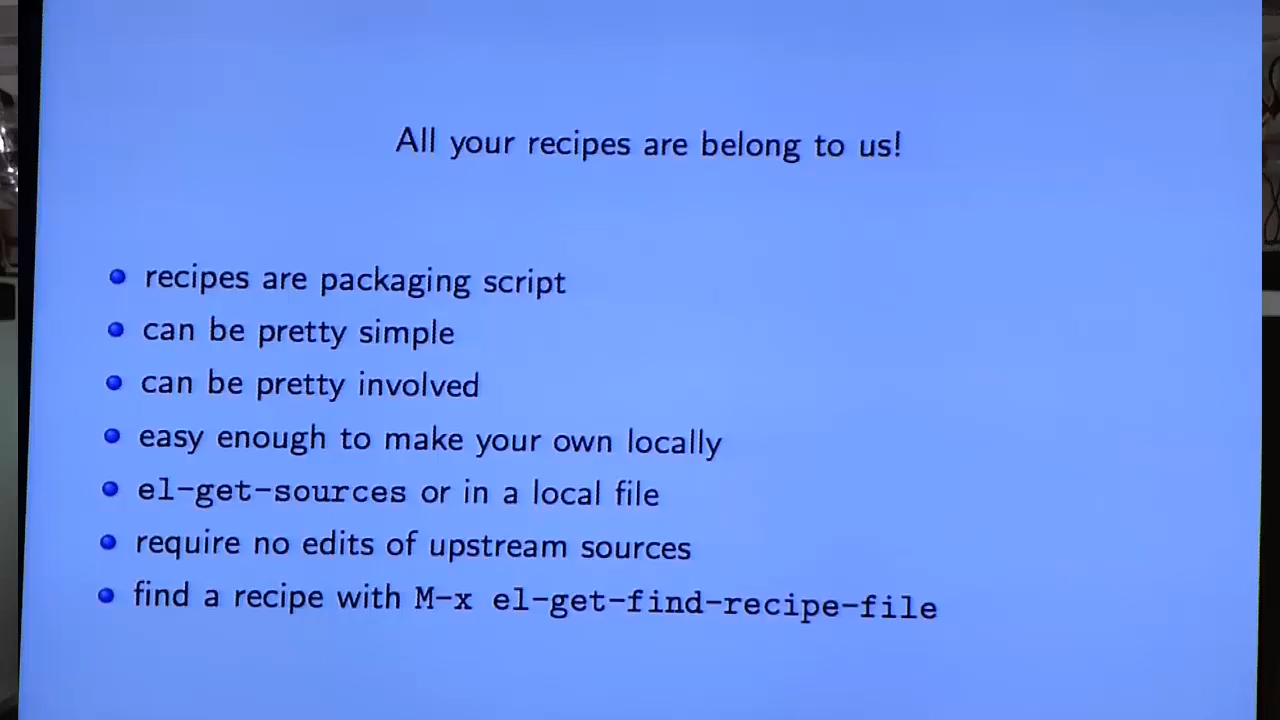 All your recipes are belong to us!
recipes are packaging script
can be pretty simple
can be pretty involved
easy enough to make your own locally
el-get-sources or in a local file
require no edits of upstream sources
find a recipe with M-x el-get-find-recipe-file